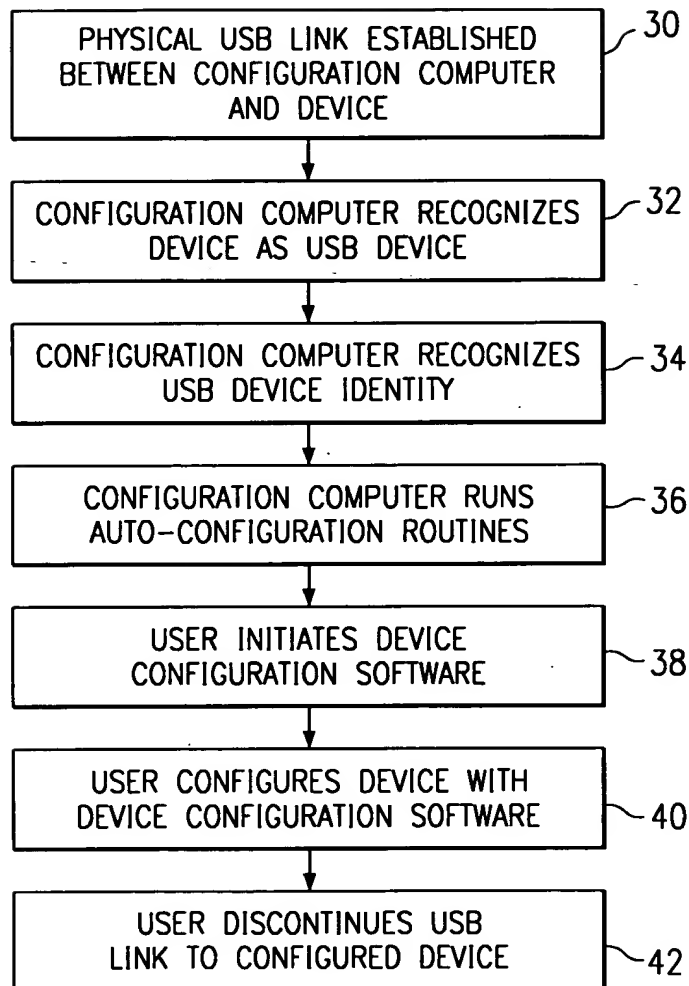 PHYSICAL USB LINK ESTABLISHED
BETWEEN CONFIGURATION COMPUTER
AND DEVICE
30
CONFIGURATION COMPUTER RECOGNIZES
DEVICE AS USB DEVICE
32
CONFIGURATION COMPUTER RECOGNIZES
USB DEVICE IDENTITY
34
CONFIGURATION COMPUTER RUNS
AUTO-CONFIGURATION ROUTINES
36
USER INITIATES DEVICE
CONFIGURATION SOFTWARE
38
USER CONFIGURES DEVICE WITH
DEVICE CONFIGURATION SOFTWARE
40
USER DISCONTINUES USB
LINK TO CONFIGURED DEVICE
42